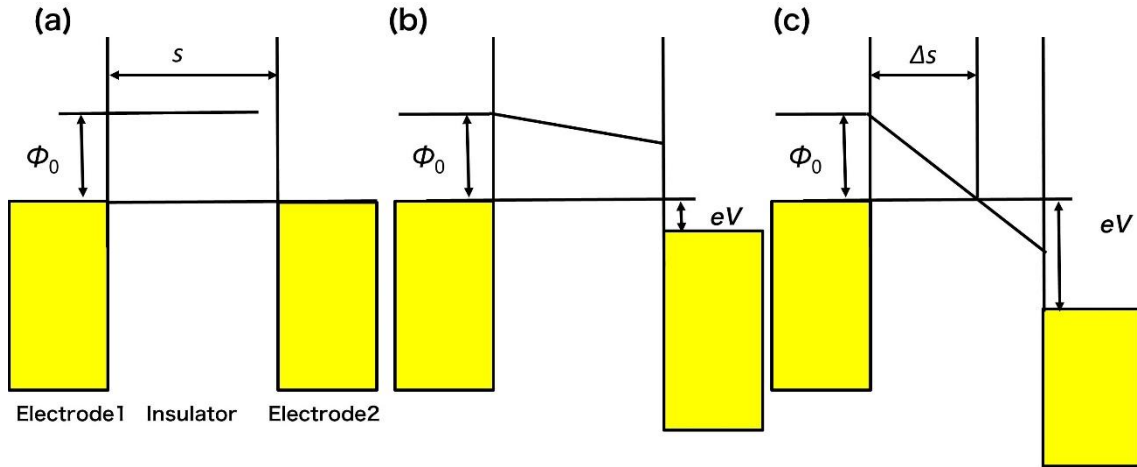 (a)
s
Φ0
Electrode1 Insulator Electrode2
(b)
Φ0
eV
(c)
Δs
Φ0
eV